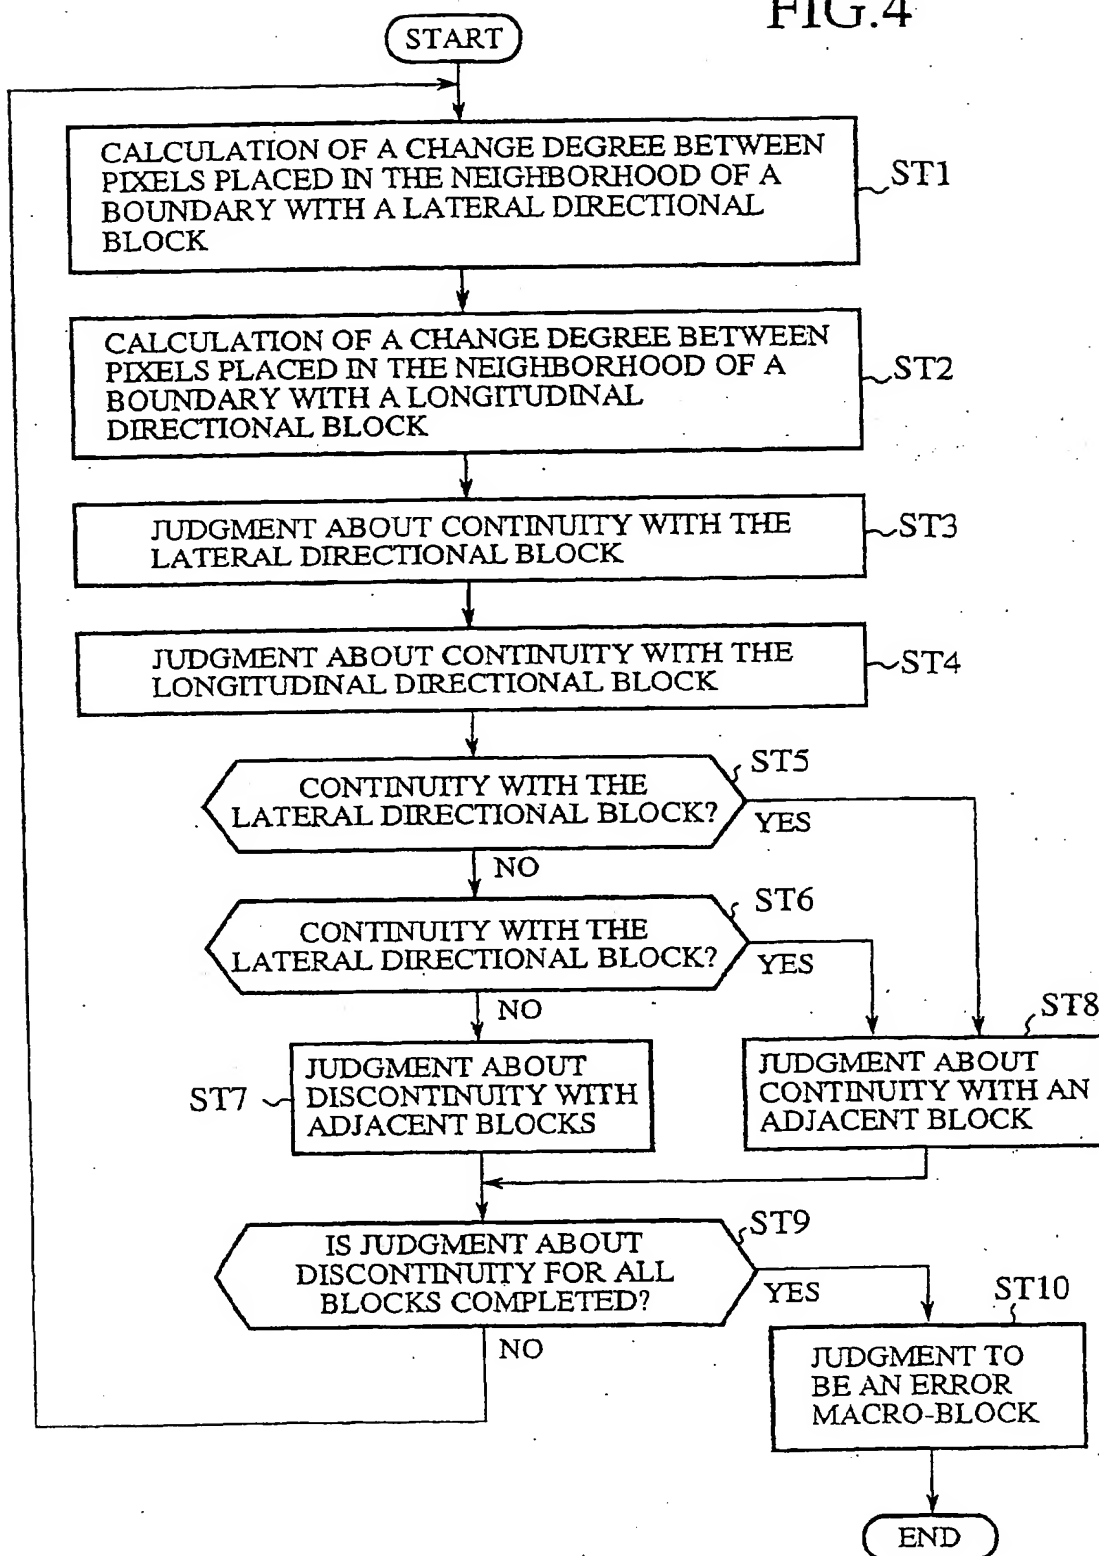 FIG.4
START
CALCULATION OF A CHANGE DEGREE BETWEEN
PIXELS PLACED IN THE NEIGHBORHOOD OF A
BOUNDARY WITH A LATERAL DIRECTIONAL
BLOCK
ST1
CALCULATION OF A CHANGE DEGREE BETWEEN
PIXELS PLACED IN THE NEIGHBORHOOD OF A
BOUNDARY WITH A LONGITUDINAL
DIRECTIONAL BLOCK
ST2
JUDGMENT ABOUT CONTINUITY WITH THE
LATERAL DIRECTIONAL BLOCK
ST3
JUDGMENT ABOUT CONTINUITY WITH THE
LONGITUDINAL DIRECTIONAL BLOCK
ST4
CONTINUITY WITH THE
LATERAL DIRECTIONAL BLOCK?
ST5
YES
NO
CONTINUITY WITH THE
LATERAL DIRECTIONAL BLOCK?
ST6
YES
NO
ST7
JUDGMENT ABOUT
DISCONTINUITY WITH
ADJACENT BLOCKS
ST8
JUDGMENT ABOUT
CONTINUITY WITH AN
ADJACENT BLOCK
IS JUDGMENT ABOUT
DISCONTINUITY FOR ALL
BLOCKS COMPLETED?
ST9
YES
NO
ST10
JUDGMENT TO
BE AN ERROR
MACRO-BLOCK
END